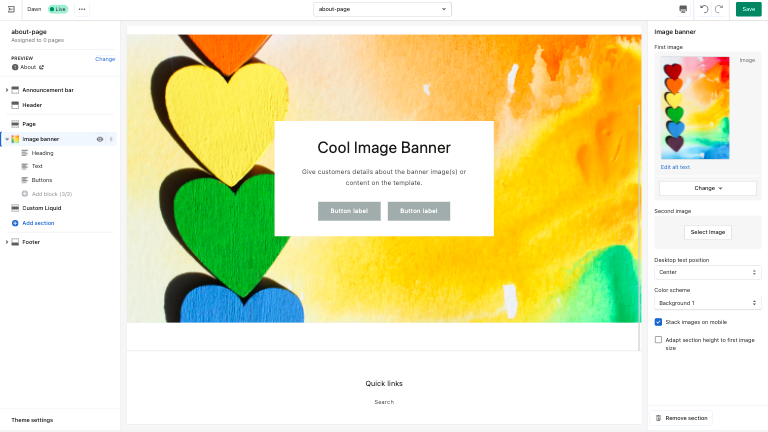 Dawn
Live
about-page
Save
about-page
Assigned to 0 pages
PREVIEW
Change
About
Announcement bar
Header
Page
Image banner
Heading
Text
Buttons
Add block (3/3)
Custom Liquid
Add section
Footer
Theme settings
Cool Image Banner
Give customers details about the banner image(s) or
content on the template.
Button label
Button label
Quick links
Search
Image banner
First image
Image
Edit alt text
Change
Second image
Select image
Desktop text position
Center
Color scheme
Background 1
Stack images on mobile
Adapt section height to first image
size
Remove section